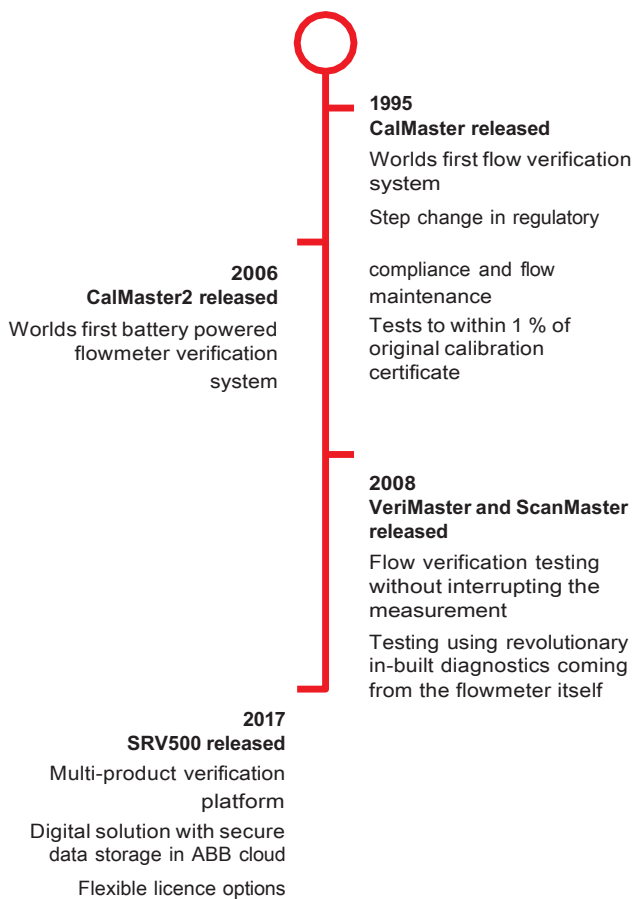 1995
CalMaster released
Worlds first flow verification
system
Step change in regulatory
compliance and flow
maintenance
Tests to within 1 % of
original calibration
certificate
2006
CalMaster2 released
Worlds first battery powered
flowmeter verification
system
2008
VeriMaster and ScanMaster
released
Flow verification testing
without interrupting the
measurement
Testing using revolutionary
in-built diagnostics coming
from the flowmeter itself
2017
SRV500 released
Multi-product verification
platform
Digital solution with secure
data storage in ABB cloud
Flexible licence options